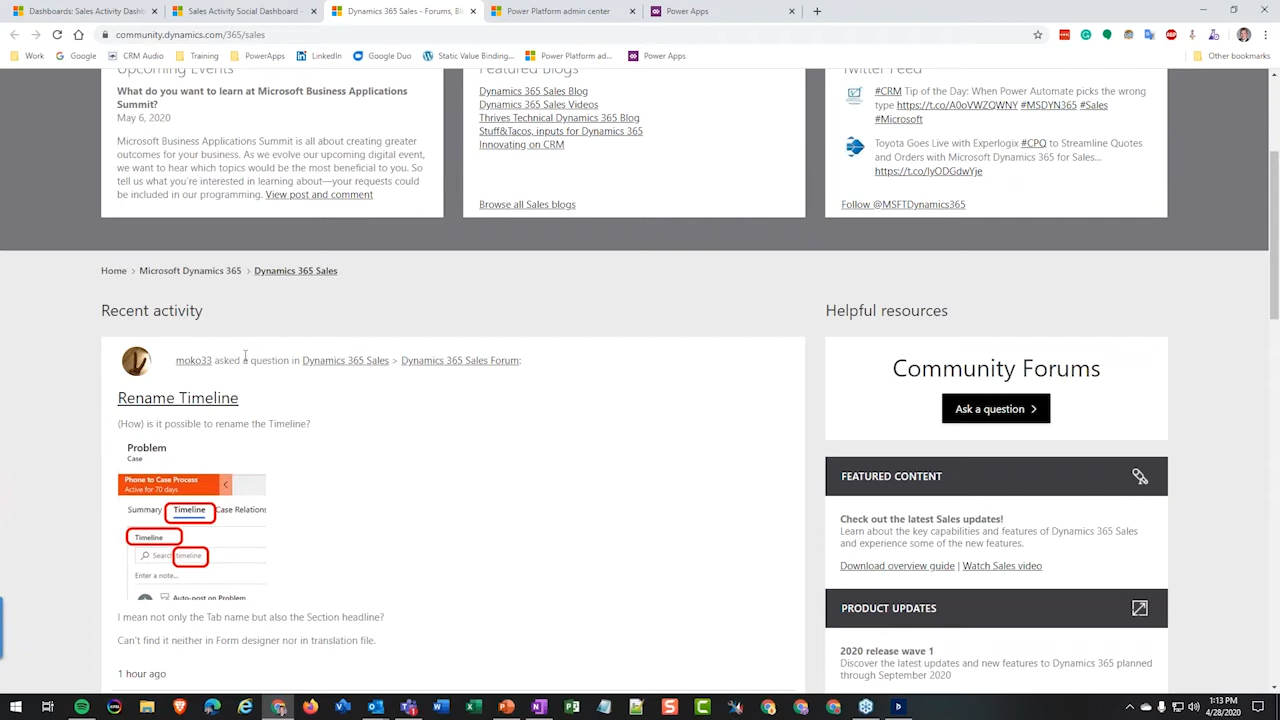 Dashboards: Sales Activity Dashb
Sales Activity Social Dashboard -
Dynamics 365 Sales - Forums, Bl
Power Platform admin center
Power Apps
community.dynamics.com/365/sales
Work
Google
CRM Audio
Training
PowerApps
LinkedIn
Google Duo
Static Value Binding...
Power Platform ad...
Power Apps
Other bookmarks
Upcoming Events
What do you want to learn at Microsoft Business Applications
Summit?
May 6, 2020
Microsoft Business Applications Summit is all about creating greater
outcomes for your business. As we evolve our upcoming digital event,
we want to hear which topics would be the most beneficial to you. So
tell us what you're interested in learning about—your requests could
be included in our programming. View post and comment
Featured Blogs
Dynamics 365 Sales Blog
Dynamics 365 Sales Videos
Thrives Technical Dynamics 365 Blog
Stuff&Tacos, inputs for Dynamics 365
Innovating on CRM
Browse all Sales blogs
Twitter Feed
#CRM Tip of the Day: When Power Automate picks the wrong
type https://t.co/A0oVWZQWNY #MSDYN365 #Sales
#Microsoft
Toyota Goes Live with Experlogix #CPQ to Streamline Quotes
and Orders with Microsoft Dynamics 365 for Sales...
https://t.co/lyODGdwYje
Follow @MSFTDynamics365
Home > Microsoft Dynamics 365 > Dynamics 365 Sales
Recent activity
moko33 asked a question in Dynamics 365 Sales > Dynamics 365 Sales Forum:
Rename Timeline
(How) is it possible to rename the Timeline?
Problem
Case
Phone to Case Process
Active for 70 days
Summary Timeline Case Relations
Timeline
Search timeline
Enter a note...
Auto-post on Problem
I mean not only the Tab name but also the Section headline?
Can't find it neither in Form designer nor in translation file.
1 hour ago
Helpful resources
Community Forums
Ask a question >
FEATURED CONTENT
Check out the latest Sales updates!
Learn about the key capabilities and features of Dynamics 365 Sales
and experience some of the new features.
Download overview guide | Watch Sales video
PRODUCT UPDATES
2020 release wave 1
Discover the latest updates and new features to Dynamics 365 planned
through September 2020
1:13 PM
4/28/2020